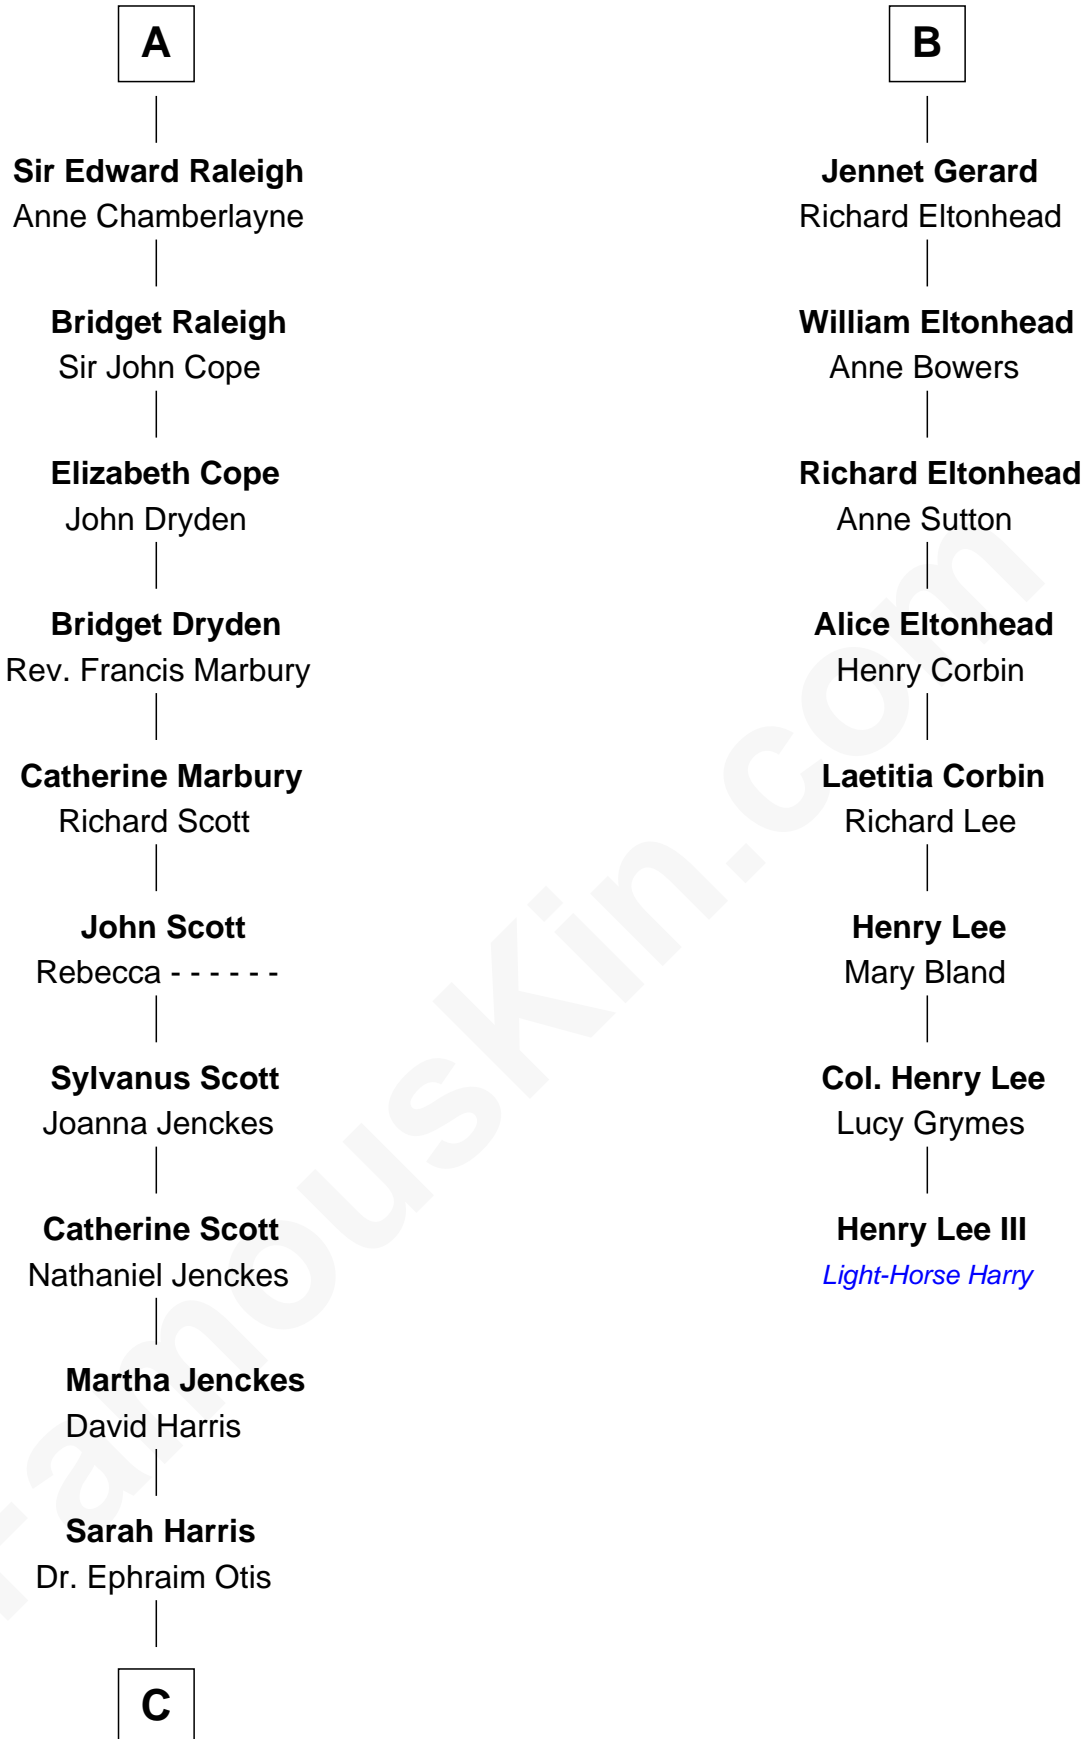 A
Sir Edward Raleigh
Anne Chamberlayne
Bridget Raleigh
Sir John Cope
Elizabeth Cope
John Dryden
Bridget Dryden
Rev. Francis Marbury
Catherine Marbury
Richard Scott
John Scott
Rebecca - - - - - -
Sylvanus Scott
Joanna Jenckes
Catherine Scott
Nathaniel Jenckes
Martha Jenckes
David Harris
Sarah Harris
Dr. Ephraim Otis
C
B
Jennet Gerard
Richard Eltonhead
William Eltonhead
Anne Bowers
Richard Eltonhead
Anne Sutton
Alice Eltonhead
Henry Corbin
Laetitia Corbin
Richard Lee
Henry Lee
Mary Bland
Col. Henry Lee
Lucy Grymes
Henry Lee III
Light-Horse Harry
FamousKin.com